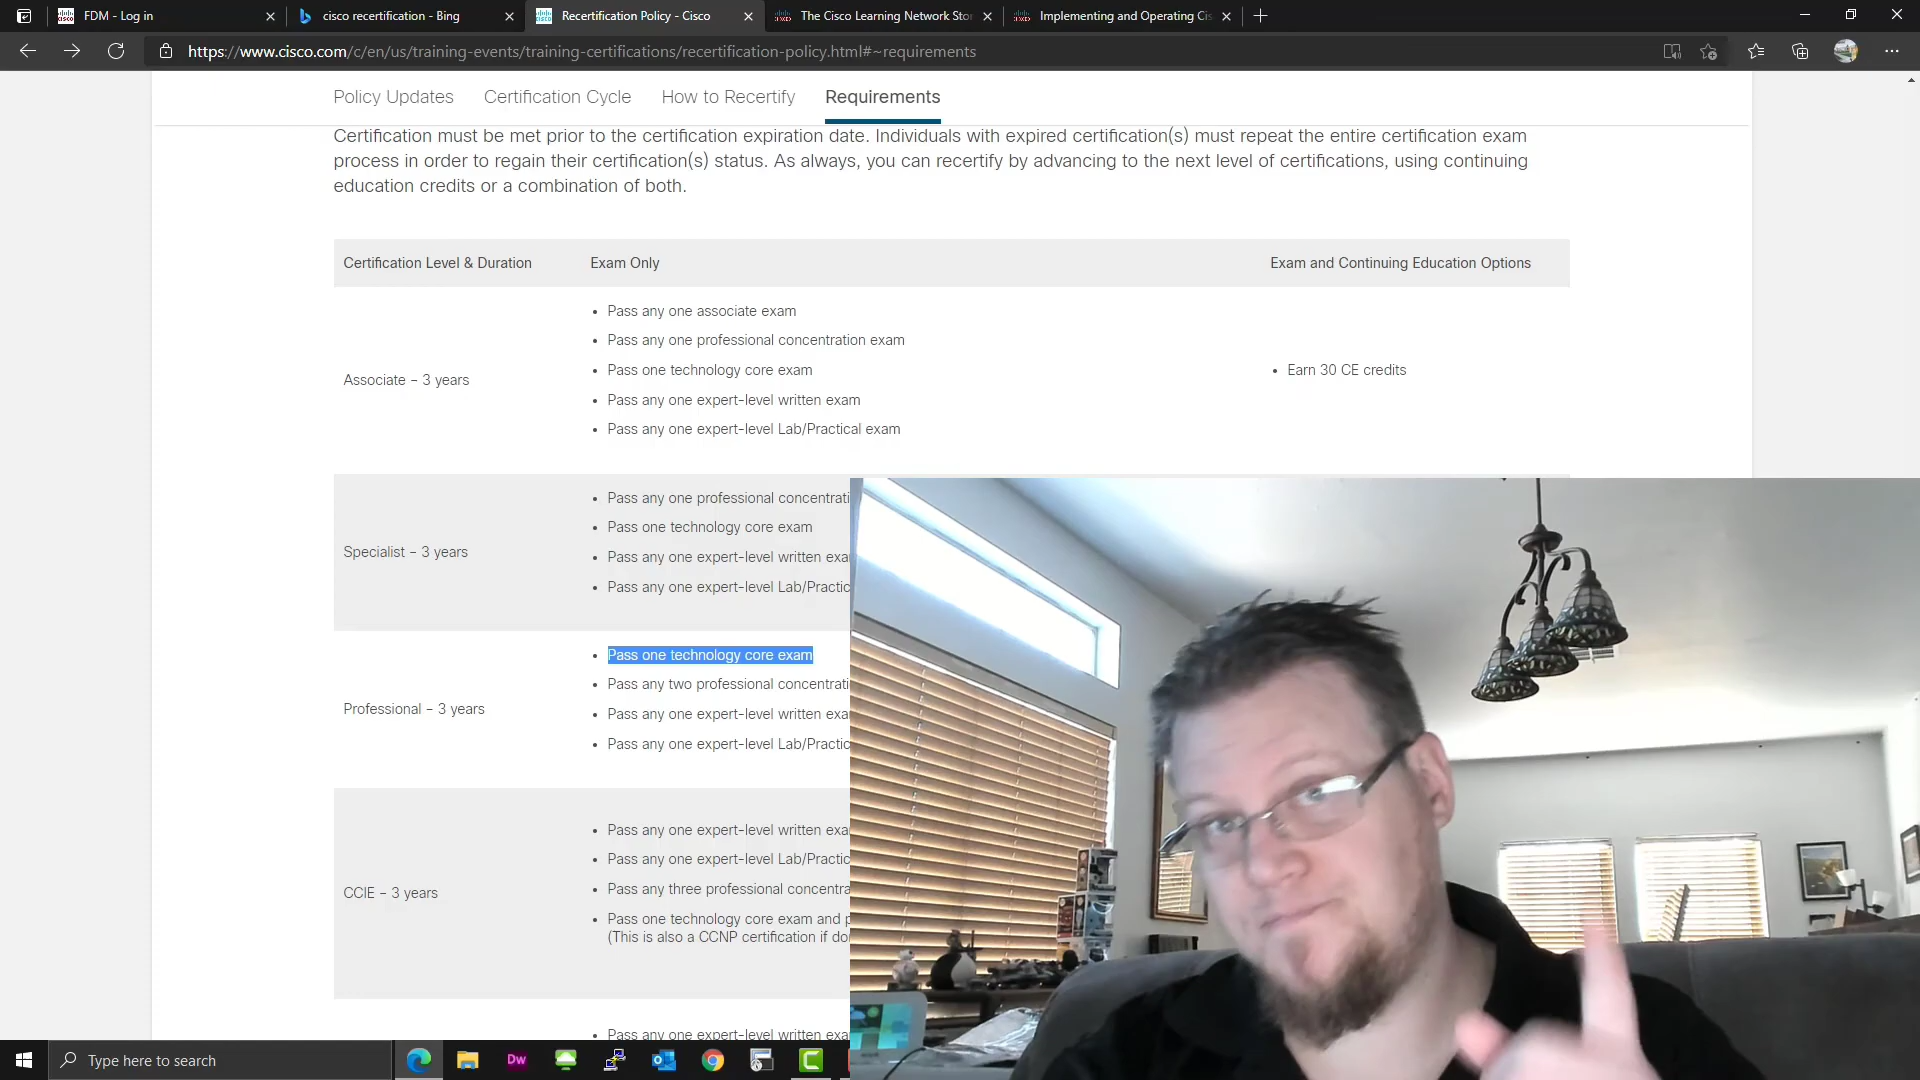 FDM - Log in
cisco recertification - Bing
Recertification Policy - Cisco
The Cisco Learning Network Sto
Implementing and Operating Cis
https://www.cisco.com/c/en/us/training-events/training-certifications/recertification-policy.html#~requirements
Policy Updates
Certification Cycle
How to Recertify
Requirements
Certification must be met prior to the certification expiration date. Individuals with expired certification(s) must repeat the entire certification exam
process in order to regain their certification(s) status. As always, you can recertify by advancing to the next level of certifications, using continuing
education credits or a combination of both.
Certification Level & Duration
Exam Only
Exam and Continuing Education Options
Associate – 3 years
• Pass any one associate exam
• Pass any one professional concentration exam
• Pass one technology core exam
• Pass any one expert-level written exam
• Pass any one expert-level Lab/Practical exam
• Earn 30 CE credits
Specialist – 3 years
• Pass any one professional concentrati
• Pass one technology core exam
• Pass any one expert-level written exa
• Pass any one expert-level Lab/Practic
Professional – 3 years
• Pass one technology core exam
• Pass any two professional concentrati
• Pass any one expert-level written exa
• Pass any one expert-level Lab/Practic
CCIE – 3 years
• Pass any one expert-level written exa
• Pass any one expert-level Lab/Practic
• Pass any three professional concentra
• Pass one technology core exam and p
(This is also a CCNP certification if do
• Pass any one expert-level written exa
Type here to search
Dw